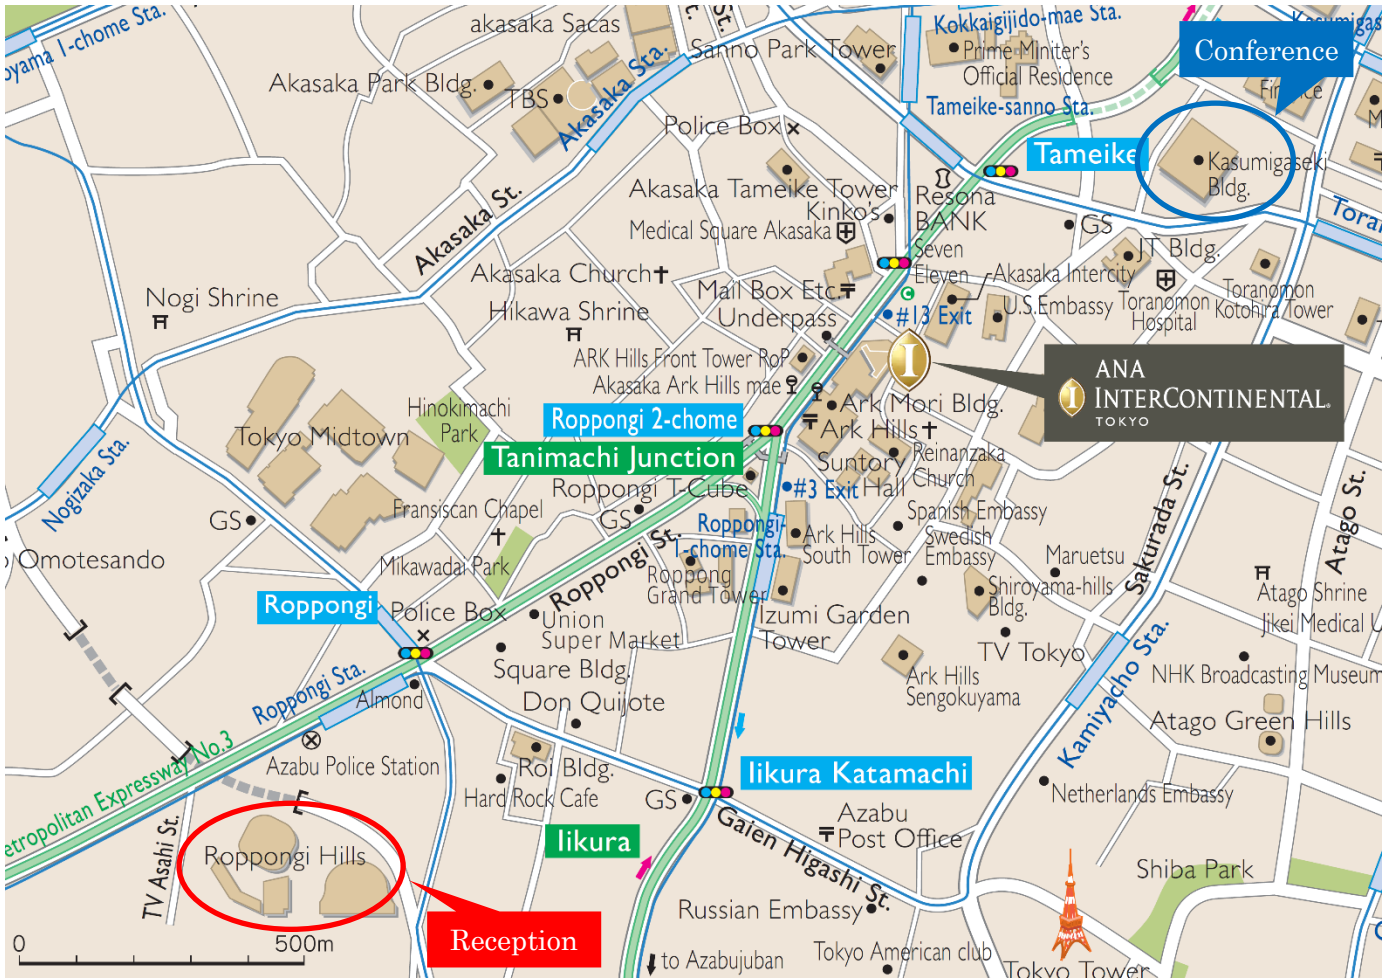 akasaka Sacas
St.
St.
Kokkaigijido-mae Sta.
oyama 1-chome Sta.
Sanno Park Tower
Prime Miniter's
Official Residence
Conference
Akasaka Park Bldg.
TBS
Akasaka Sta.
Tameike-sanno Sta.
Police Box
Tameike
Kasumigaseki
Bldg.
Akasaka Tameike Tower
Kinko's
Resona
BANK
Medical Square Akasaka
GS
Akasaka St.
Seven
Eleven
JT Bldg.
Akasaka Church
Akasaka Intercity
Nogi Shrine
Mail Box Etc.
U.S.Embassy
Toranomon
Hospital
Toranomon
Kotohira Tower
Hikawa Shrine
Underpass
#13 Exit
ARK Hills Front Tower RoP
Akasaka Ark Hills mae
ANA
INTERCONTINENTAL®
TOKYO
Hinokimachi
Park
Roppongi 2-chome
Ark Mori Bldg.
Tokyo Midtown
Ark Hills
Tanimachi Junction
Suntory
Hall
Reinanzaka
Church
Nogizaka Sta.
Roppongi T-Cube
#3 Exit
GS
Fransiscan Chapel
GS
Spanish Embassy
Roppongi-
1-chome Sta.
Ark Hills
South Tower
Swedish
Embassy
Sakurada St.
Atago St.
Omotesando
Mikawadai Park
Roppongi St.
Roppong
Grand Tower
Maruetsu
Shiroyama-hills
Bldg.
Atago Shrine
Roppongi
Police Box
Union
Super Market
Izumi Garden
Tower
Jikei Medical U
TV Tokyo
Square Bldg.
Ark Hills
Sengokuyama
NHK Broadcasting Museum
Roppongi Sta.
Almond
Don Quijote
Kamiyacho Sta.
Atago Green Hills
Azabu Police Station
Roi Bldg.
Iikura Katamachi
etropolitan Expressway No.3
Hard Rock Cafe
GS
Netherlands Embassy
Azabu
Post Office
Iikura
Gaien Higashi St.
Roppongi Hills
TV Asahi St.
Shiba Park
Reception
Russian Embassy
0
500m
to Azabujuban
Tokyo American club
Tokyo Tower